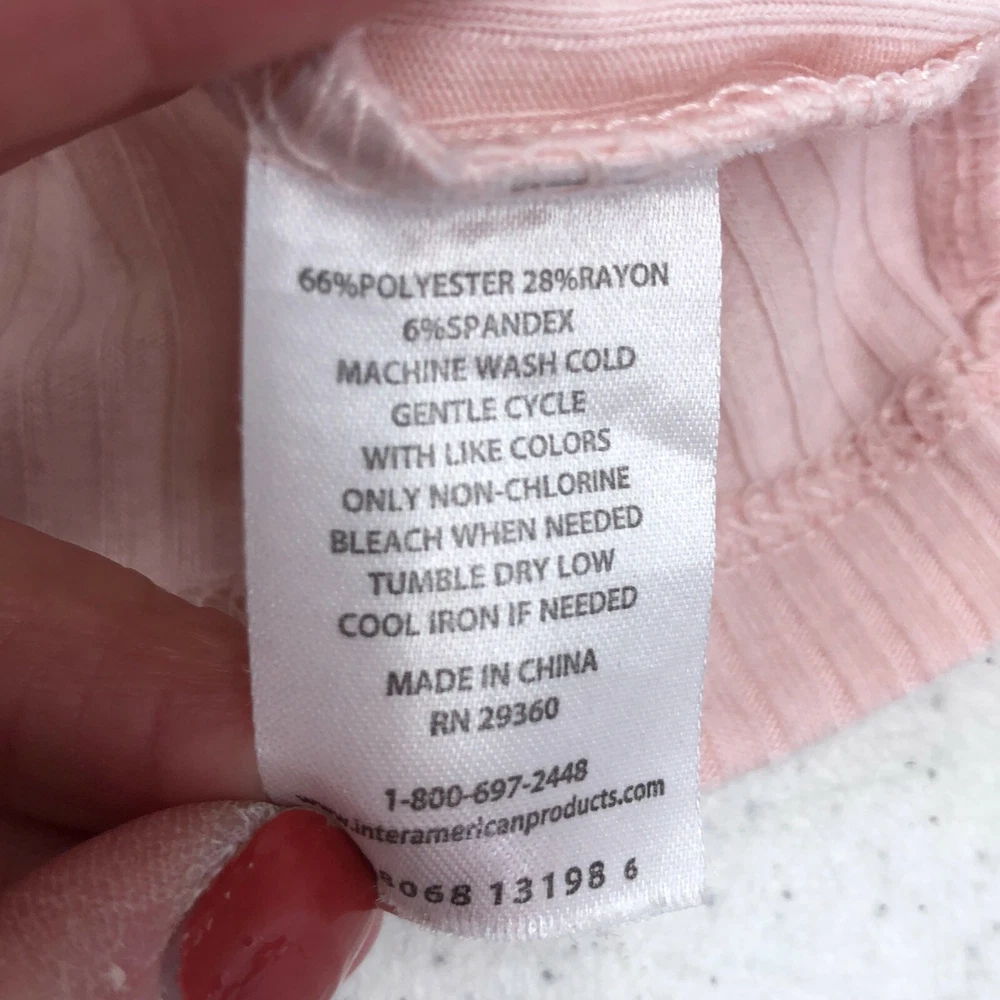 66%POLYESTER 28%RAYON
6%SPANDEX
MACHINE WASH COLD
GENTLE CYCLE
WITH LIKE COLORS
ONLY NON-CHLORINE
BLEACH WHEN NEEDED
TUMBLE DRY LOW
COOL IRON IF NEEDED
MADE IN CHINA
RN 29360
1-800-697-2448
www.interamericanproducts.com
13198 6